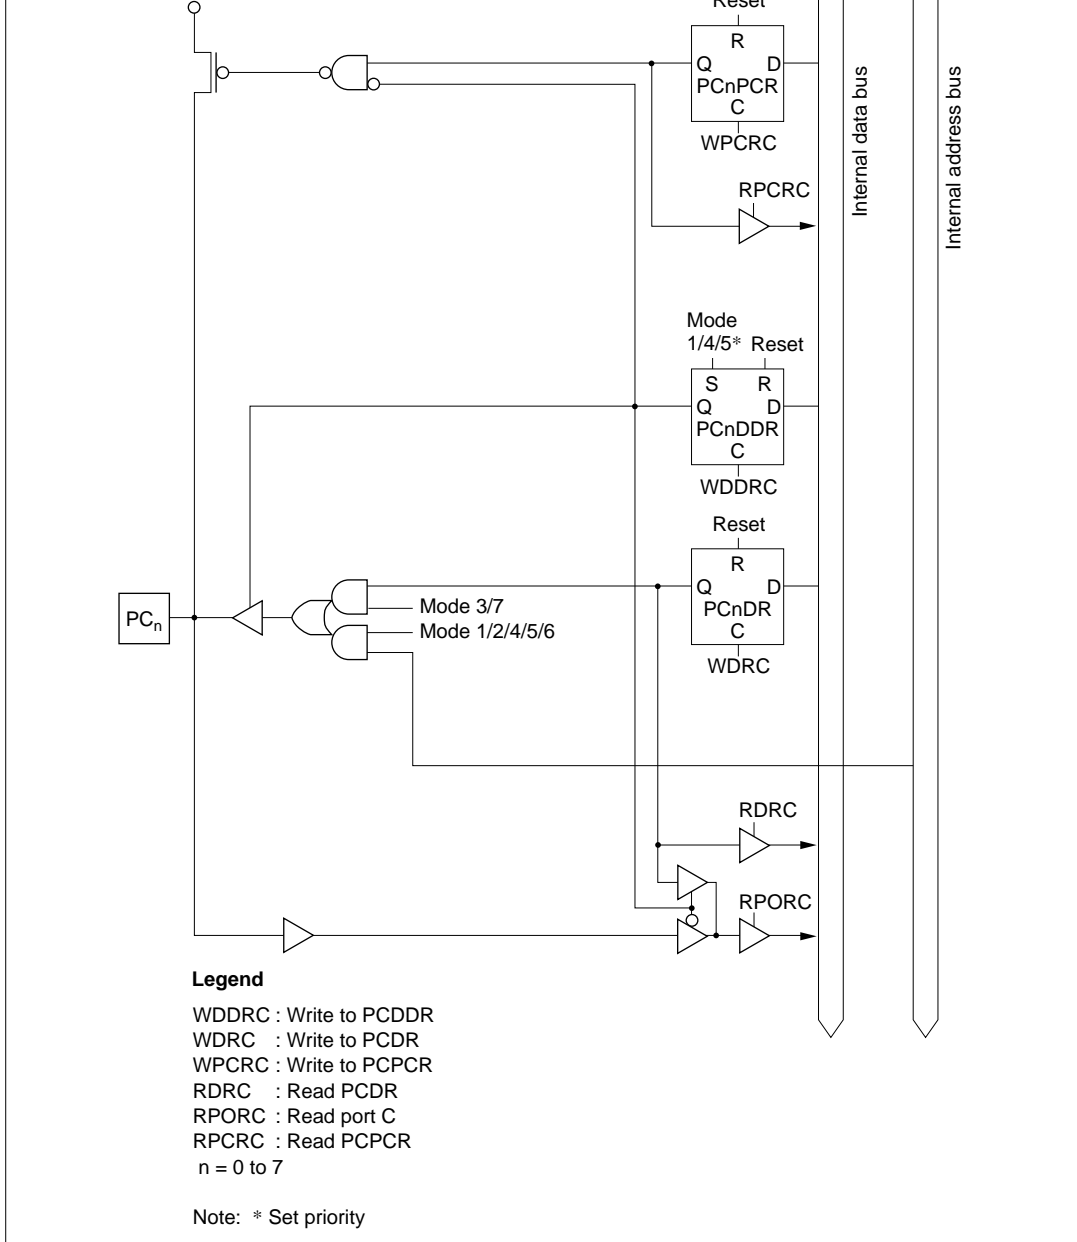 Reset
R
Q D
PCnPCR
C
WPCRC
RPCRC
Internal data bus
Internal address bus
Mode
1/4/5* Reset
S R
Q D
PCnDDR
C
WDDRC
Reset
R
Q D
PCnDR
C
WDRC
PCn
Mode 3/7
Mode 1/2/4/5/6
RDRC
RPORC
Legend
WDDRC : Write to PCDDR
WDRC : Write to PCDR
WPCRC : Write to PCPCR
RDRC : Read PCDR
RPORC : Read port C
RPCRC : Read PCPCR
n = 0 to 7
Note: * Set priority